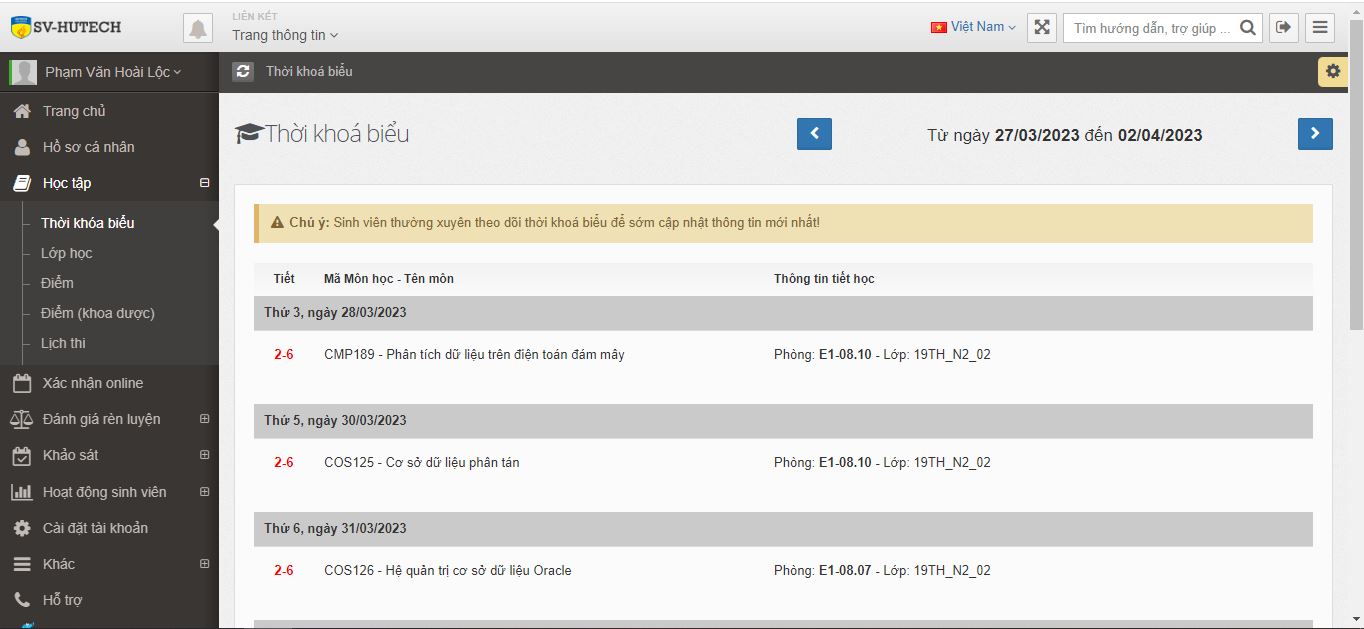 SV-HUTECH
LIÊN KẾT
Trang thông tin
Việt Nam
Tìm hướng dẫn, trợ giúp ...
Phạm Văn Hoài Lộc
Thời khoá biểu
Trang chủ
Hồ sơ cá nhân
Học tập
Thời khóa biểu
Lớp học
Điểm
Điểm (khoa dược)
Lịch thi
Xác nhận online
Đánh giá rèn luyện
Khảo sát
Hoạt động sinh viên
Cài đặt tài khoản
Khác
Hỗ trợ
Thời khoá biểu
Từ ngày 27/03/2023 đến 02/04/2023
Chú ý: Sinh viên thường xuyên theo dõi thời khoá biểu để sớm cập nhật thông tin mới nhất!
Tiết Mã Môn học - Tên môn Thông tin tiết học
Thứ 3, ngày 28/03/2023
2-6 CMP189 - Phân tích dữ liệu trên điện toán đám mây Phòng: E1-08.10 - Lớp: 19TH_N2_02
Thứ 5, ngày 30/03/2023
2-6 COS125 - Cơ sở dữ liệu phân tán Phòng: E1-08.10 - Lớp: 19TH_N2_02
Thứ 6, ngày 31/03/2023
2-6 COS126 - Hệ quản trị cơ sở dữ liệu Oracle Phòng: E1-08.07 - Lớp: 19TH_N2_02